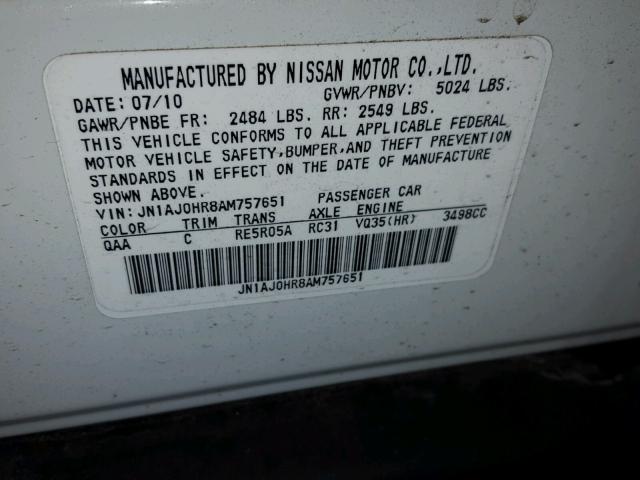 MANUFACTURED BY NISSAN MOTOR CO.,LTD.
DATE: 07/10 GVWR/PNBV: 5024 LBS.
GAWR/PNBE FR: 2484 LBS. RR: 2549 LBS.
THIS VEHICLE CONFORMS TO ALL APPLICABLE FEDERAL
MOTOR VEHICLE SAFETY,BUMPER,AND THEFT PREVENTION
STANDARDS IN EFFECT ON THE DATE OF MANUFACTURE
SHOWN ABOVE.
VIN: JN1AJ0HR8AM757651 PASSENGER CAR
COLOR TRIM TRANS AXLE ENGINE
QAA C RE5R05A RC31 VQ35(HR) 3498CC
JN1AJ0HR8AM757651